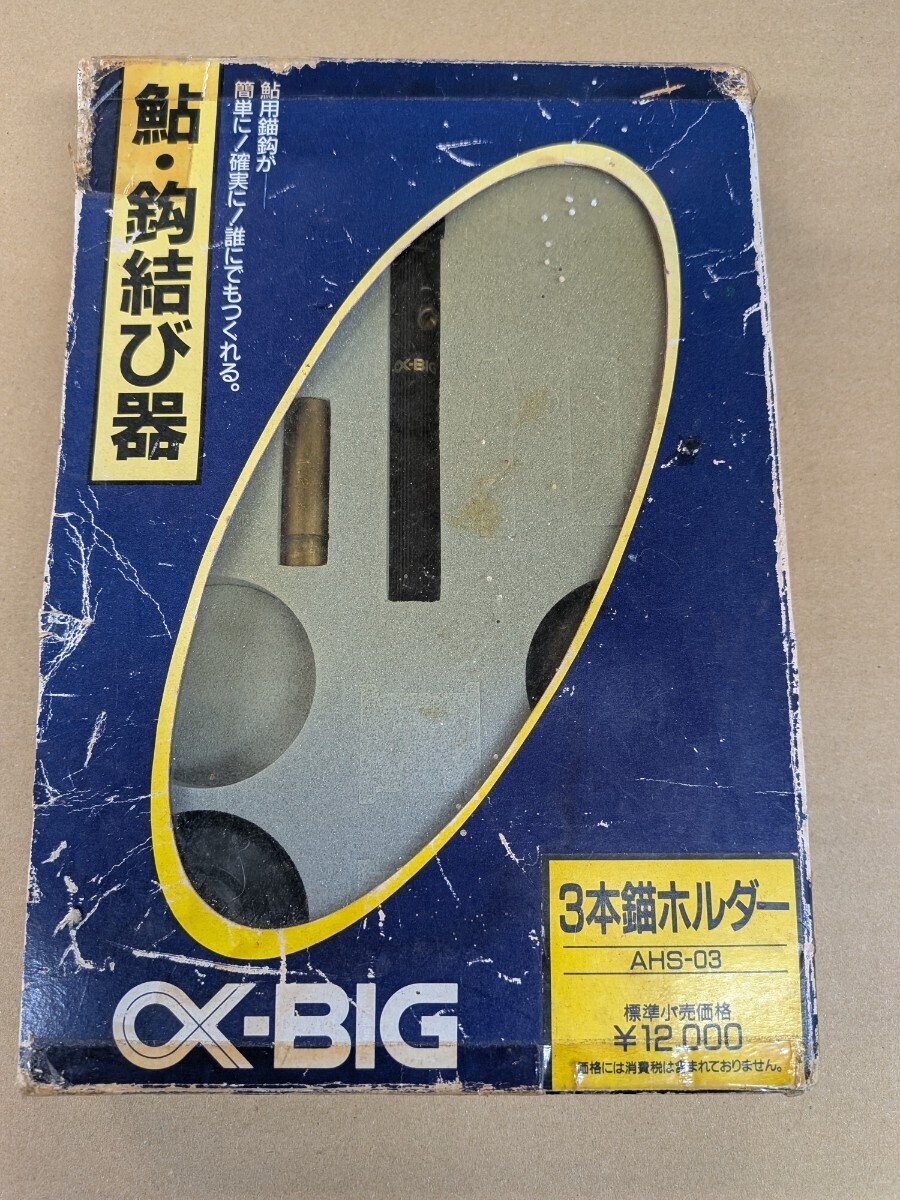 鮎・鈎結び器
鮎用錨鈎が
簡単に！確実に！誰にでもつくれる。
α-BIG
α-BIG
3本錨ホルダー
AHS-03
標準小売価格
¥12,000
価格には消費税は含まれておりません。